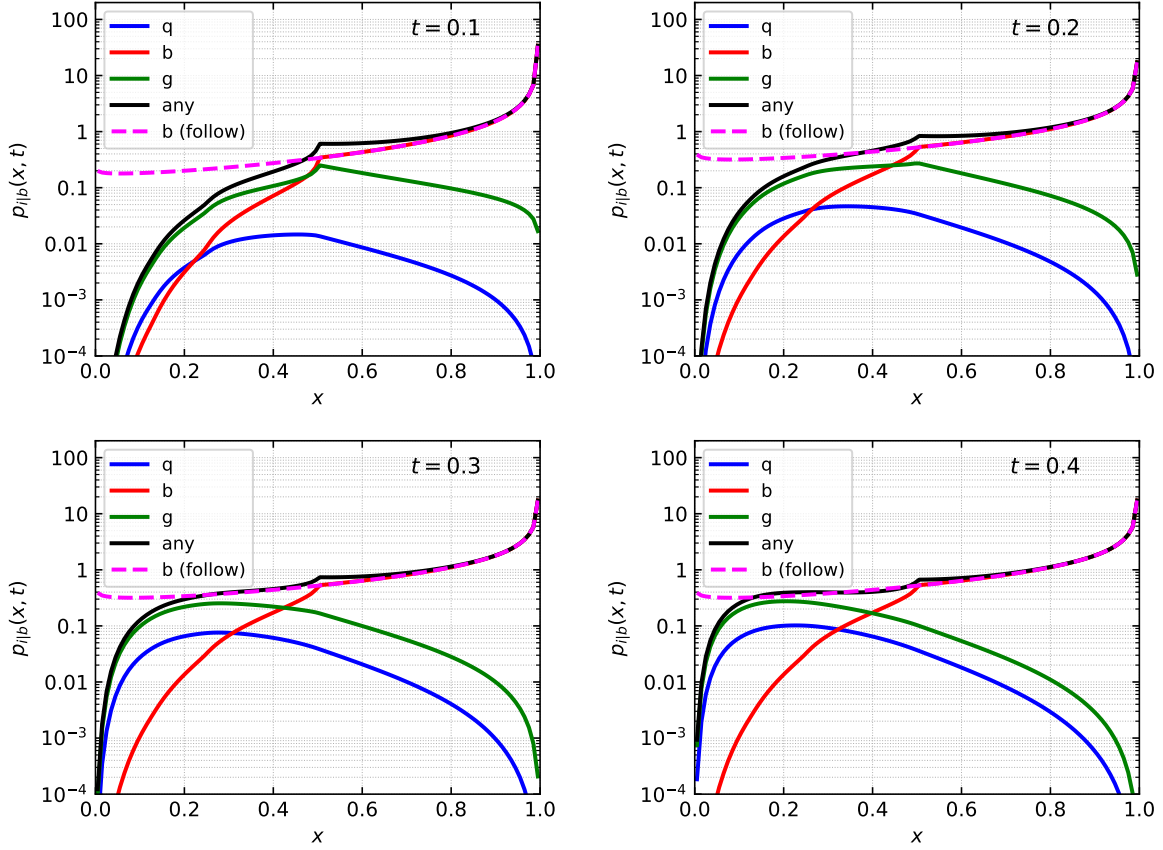 t = 0.1
q
b
g
any
b (follow)
100
10
1
0.1
0.01
10⁻³
10⁻⁴
p_{i|b}(x, t)
0.0 0.2 0.4 0.6 0.8 1.0
x
t = 0.2
q
b
g
any
b (follow)
100
10
1
0.1
0.01
10⁻³
10⁻⁴
p_{i|b}(x, t)
0.0 0.2 0.4 0.6 0.8 1.0
x
t = 0.3
q
b
g
any
b (follow)
100
10
1
0.1
0.01
10⁻³
10⁻⁴
p_{i|b}(x, t)
0.0 0.2 0.4 0.6 0.8 1.0
x
t = 0.4
q
b
g
any
b (follow)
100
10
1
0.1
0.01
10⁻³
10⁻⁴
p_{i|b}(x, t)
0.0 0.2 0.4 0.6 0.8 1.0
x